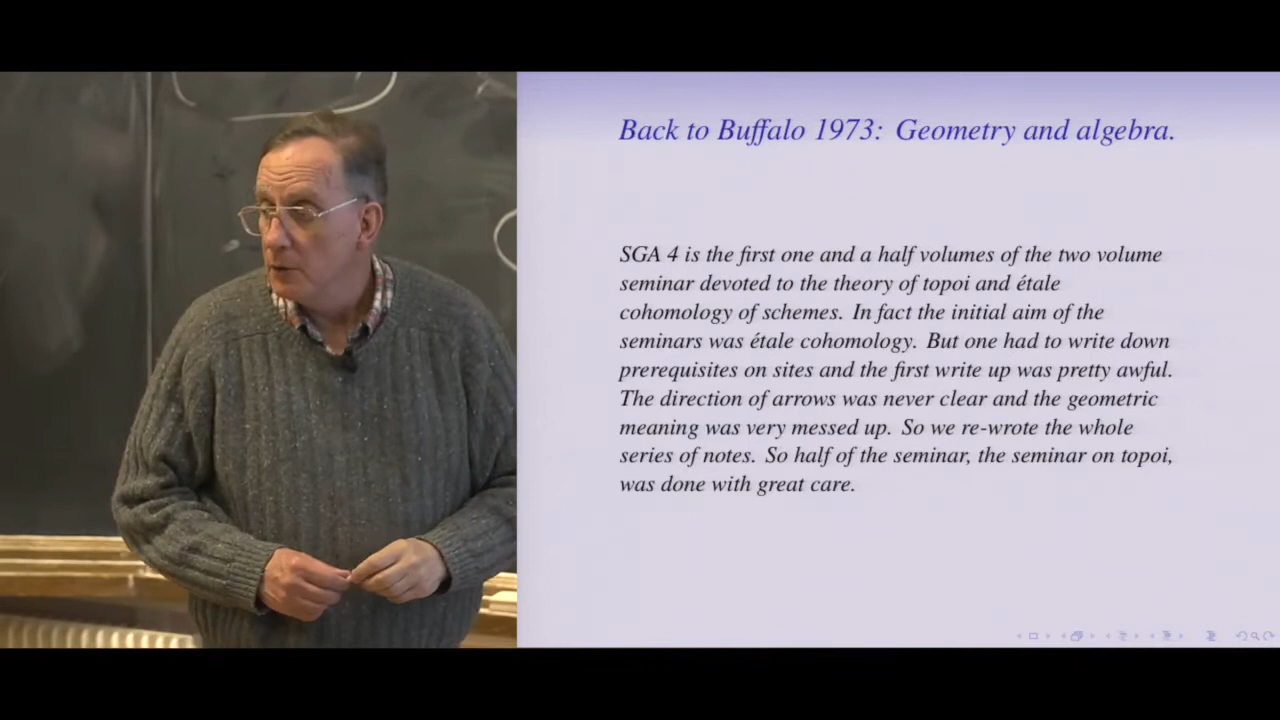 Back to Buffalo 1973: Geometry and algebra.
SGA 4 is the first one and a half volumes of the two volume
seminar devoted to the theory of topoi and étale
cohomology of schemes. In fact the initial aim of the
seminars was étale cohomology. But one had to write down
prerequisites on sites and the first write up was pretty awful.
The direction of arrows was never clear and the geometric
meaning was very messed up. So we re-wrote the whole
series of notes. So half of the seminar, the seminar on topoi,
was done with great care.